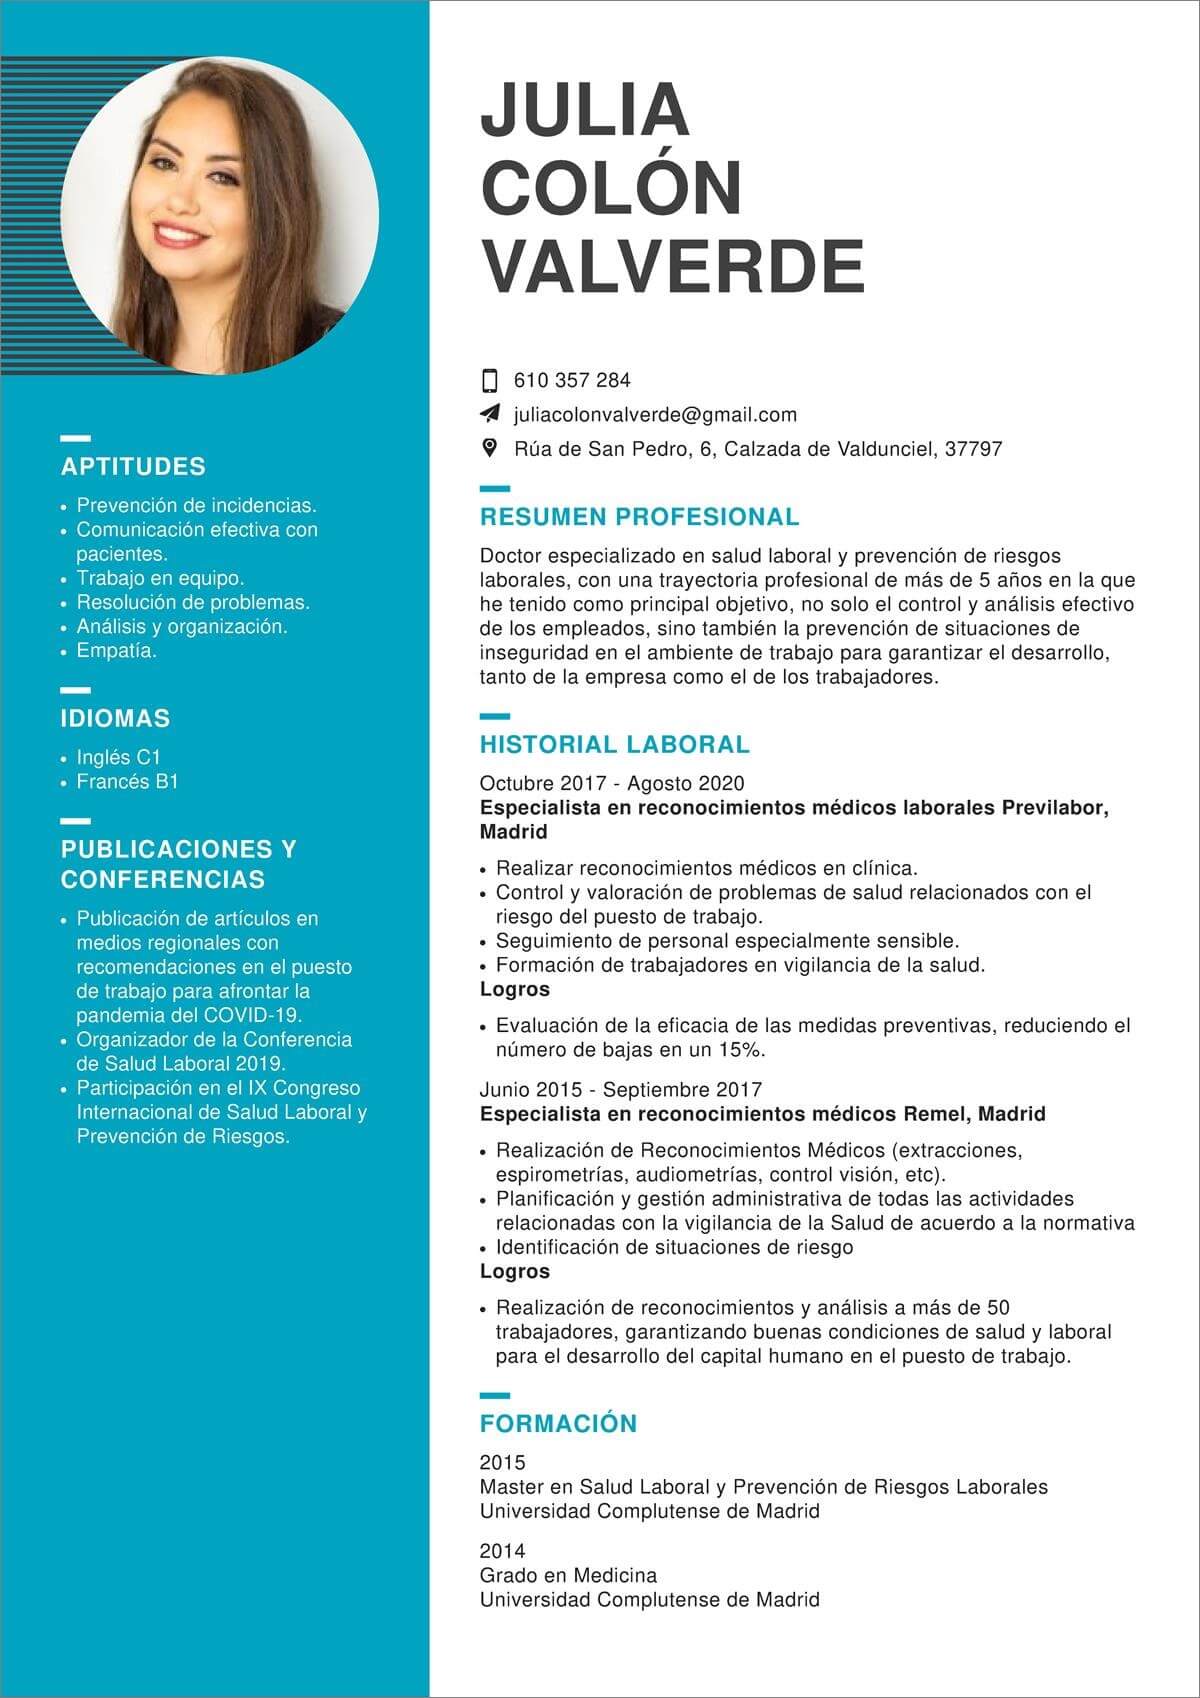 JULIA
COLÓN
VALVERDE
610 357 284
juliacolonvalverde@gmail.com
Rúa de San Pedro, 6, Calzada de Valdunciel, 37797
APTITUDES
• Prevención de incidencias.
• Comunicación efectiva con
pacientes.
• Trabajo en equipo.
• Resolución de problemas.
• Análisis y organización.
• Empatía.
IDIOMAS
• Inglés C1
• Francés B1
PUBLICACIONES Y
CONFERENCIAS
• Publicación de artículos en
medios regionales con
recomendaciones en el puesto
de trabajo para afrontar la
pandemia del COVID-19.
• Organizador de la Conferencia
de Salud Laboral 2019.
• Participación en el IX Congreso
Internacional de Salud Laboral y
Prevención de Riesgos.
RESUMEN PROFESIONAL
Doctor especializado en salud laboral y prevención de riesgos
laborales, con una trayectoria profesional de más de 5 años en la que
he tenido como principal objetivo, no solo el control y análisis efectivo
de los empleados, sino también la prevención de situaciones de
inseguridad en el ambiente de trabajo para garantizar el desarrollo,
tanto de la empresa como el de los trabajadores.
HISTORIAL LABORAL
Octubre 2017 - Agosto 2020
Especialista en reconocimientos médicos laborales Previlabor,
Madrid
• Realizar reconocimientos médicos en clínica.
• Control y valoración de problemas de salud relacionados con el
riesgo del puesto de trabajo.
• Seguimiento de personal especialmente sensible.
• Formación de trabajadores en vigilancia de la salud.
Logros
• Evaluación de la eficacia de las medidas preventivas, reduciendo el
número de bajas en un 15%.
Junio 2015 - Septiembre 2017
Especialista en reconocimientos médicos Remel, Madrid
• Realización de Reconocimientos Médicos (extracciones,
espirometrías, audiometrías, control visión, etc).
• Planificación y gestión administrativa de todas las actividades
relacionadas con la vigilancia de la Salud de acuerdo a la normativa
• Identificación de situaciones de riesgo
Logros
• Realización de reconocimientos y análisis a más de 50
trabajadores, garantizando buenas condiciones de salud y laboral
para el desarrollo del capital humano en el puesto de trabajo.
FORMACIÓN
2015
Master en Salud Laboral y Prevención de Riesgos Laborales
Universidad Complutense de Madrid
2014
Grado en Medicina
Universidad Complutense de Madrid